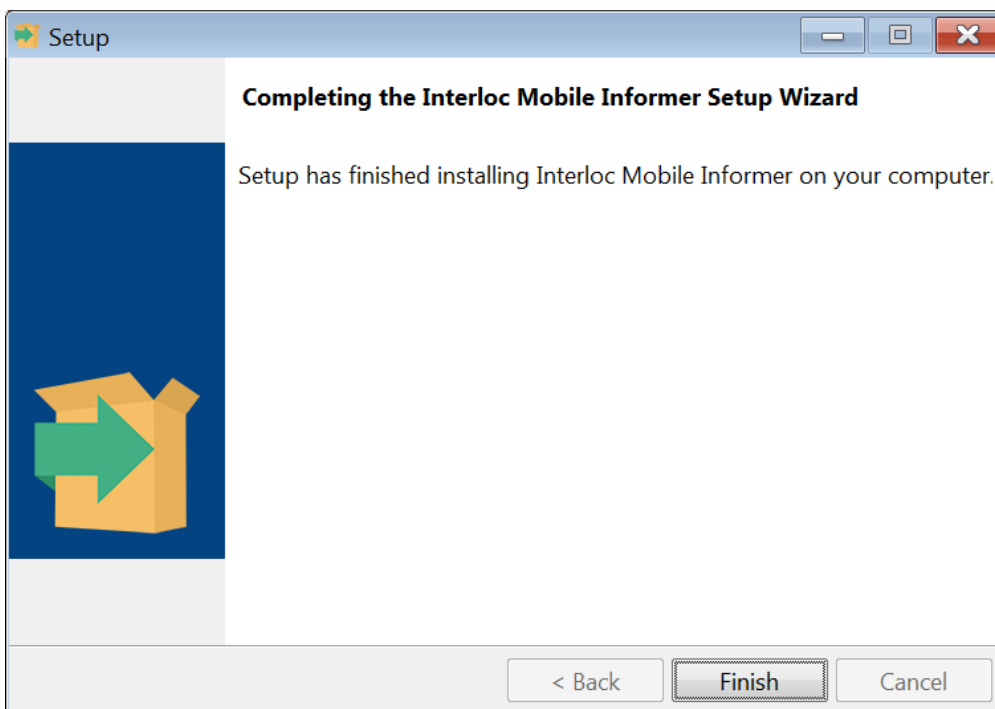 Setup
Completing the Interloc Mobile Informer Setup Wizard
Setup has finished installing Interloc Mobile Informer on your computer.
< Back
Finish
Cancel